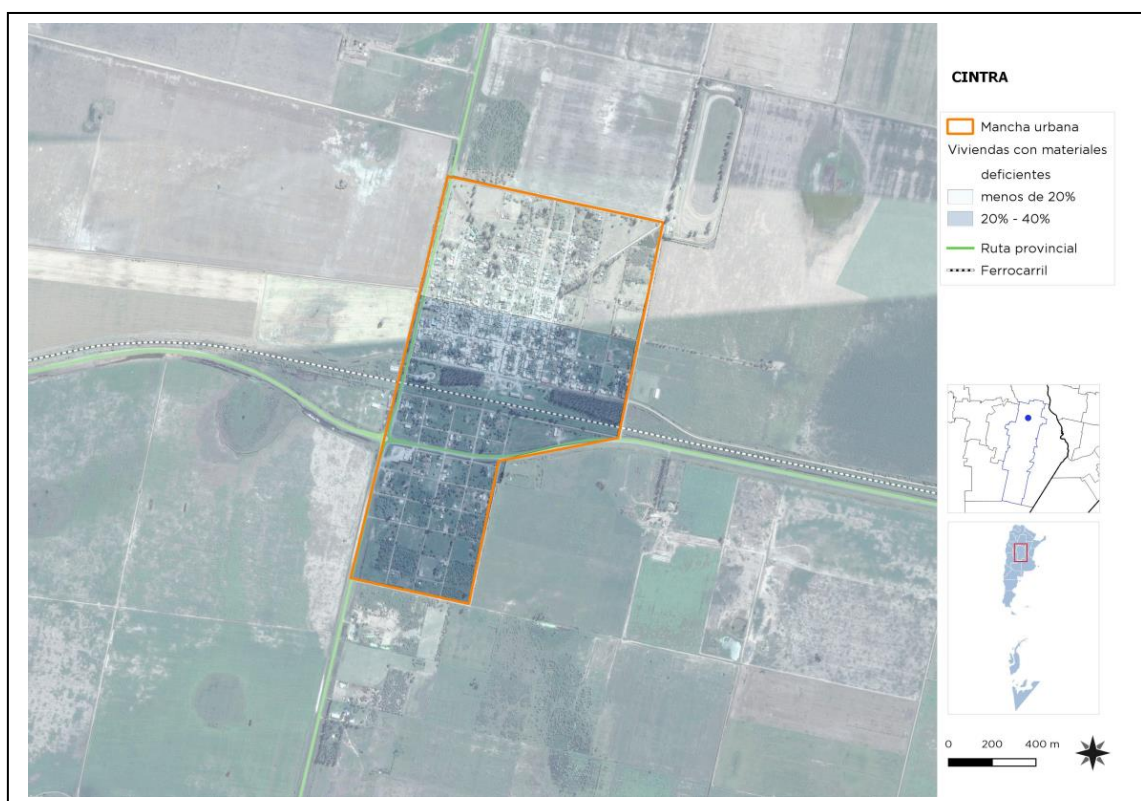 CINTRA
Mancha urbana
Viviendas con materiales
deficientes
menos de 20%
20% - 40%
Ruta provincial
Ferrocarril
0 200 400 m